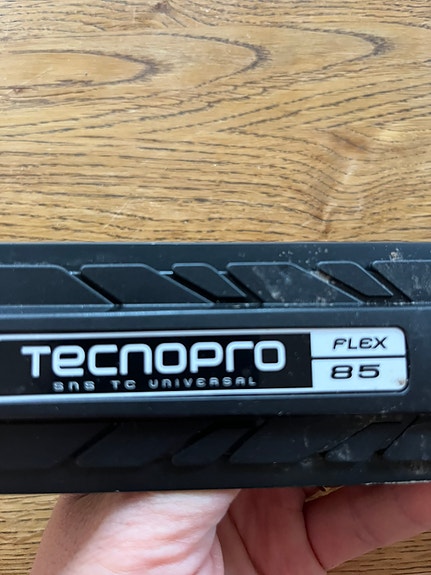 TECNOPRO
SNS TC UNIVERSAL
FLEX
85